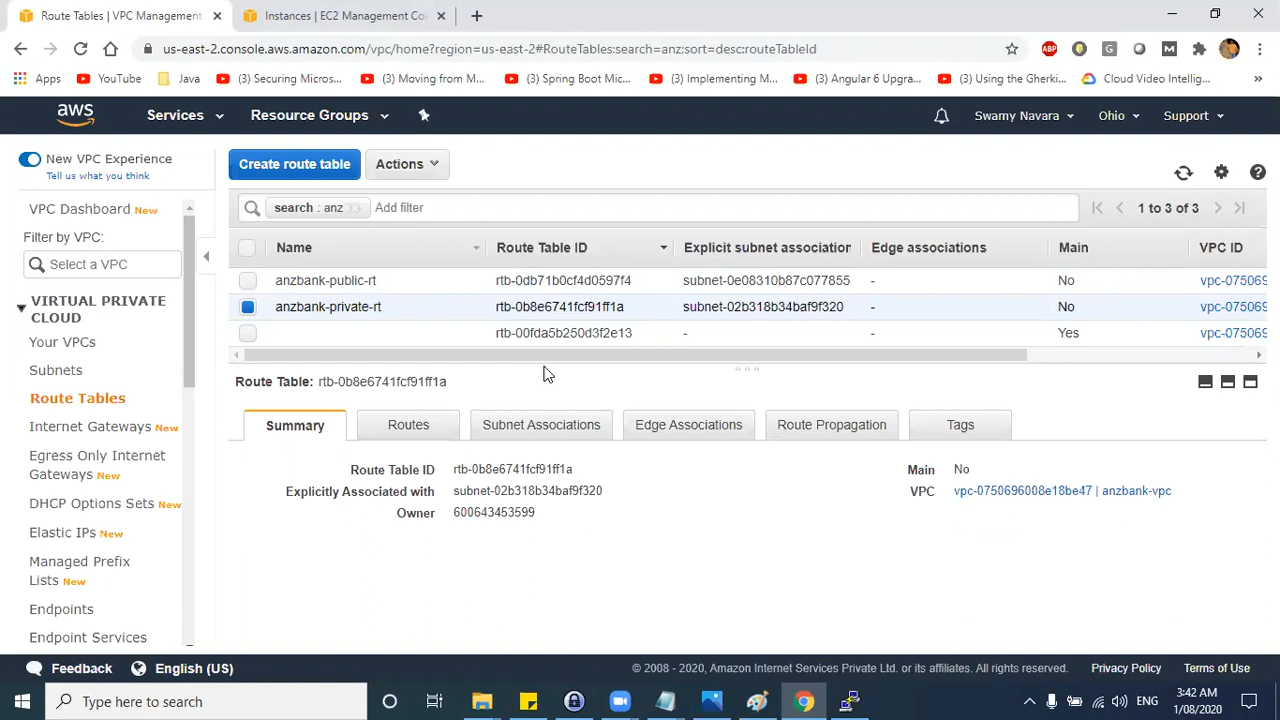 Route Tables | VPC Management
Instances | EC2 Management Co
us-east-2.console.aws.amazon.com/vpc/home?region=us-east-2#RouteTables:search=anz;sort=desc:routeTableId
ABP
G
M
Apps
YouTube
Java
(3) Securing Micros...
(3) Moving from M...
(3) Spring Boot Mic...
(3) Implementing M...
(3) Angular 6 Upgra...
(3) Using the Gherki...
Cloud Video Intellig...
»
aws
Services
Resource Groups
Swamy Navara
Ohio
Support
New VPC Experience
Tell us what you think
Create route table
Actions
search : anz
Add filter
1 to 3 of 3
VPC Dashboard New
Filter by VPC:
Select a VPC
VIRTUAL PRIVATE
CLOUD
Your VPCs
Subnets
Route Tables
Internet Gateways New
Egress Only Internet
Gateways New
DHCP Options Sets New
Elastic IPs New
Managed Prefix
Lists New
Endpoints
Endpoint Services
Name Route Table ID Explicit subnet association Edge associations Main VPC ID
anzbank-public-rt rtb-0db71b0cf4d0597f4 subnet-0e08310b87c077855 - No vpc-075069
anzbank-private-rt rtb-0b8e6741fcf91ff1a subnet-02b318b34baf9f320 - No vpc-075069
rtb-00fda5b250d3f2e13 - - Yes vpc-075069
Route Table: rtb-0b8e6741fcf91ff1a
Summary
Routes
Subnet Associations
Edge Associations
Route Propagation
Tags
Route Table ID rtb-0b8e6741fcf91ff1a
Main No
Explicitly Associated with subnet-02b318b34baf9f320
VPC vpc-0750696008e18be47 | anzbank-vpc
Owner 600643453599
Feedback
English (US)
© 2008 - 2020, Amazon Internet Services Private Ltd. or its affiliates. All rights reserved.
Privacy Policy
Terms of Use
Type here to search
ENG
3:42 AM
1/08/2020